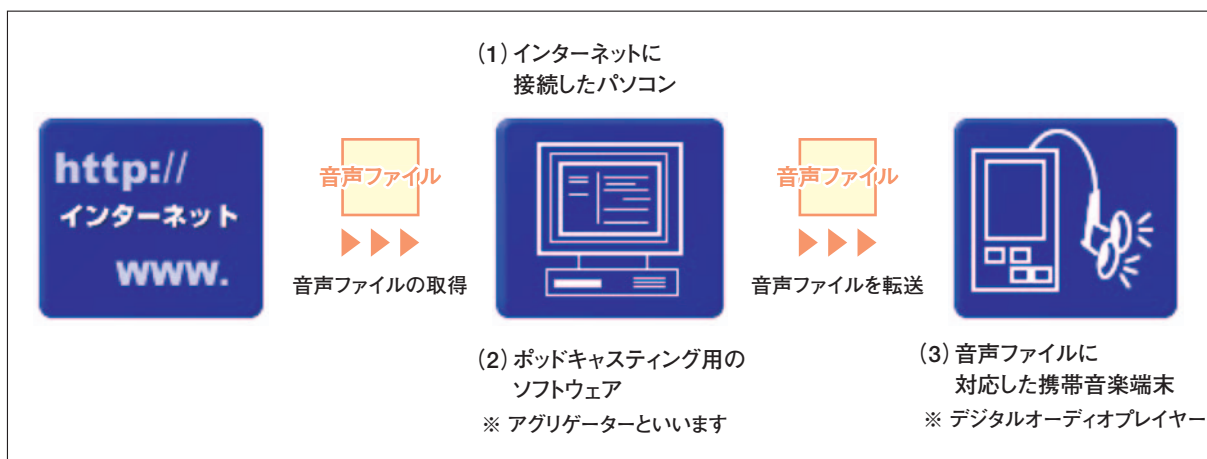 (1)インターネットに
接続したパソコン
http://
インターネット
www.
音声ファイル
音声ファイルの取得
音声ファイル
音声ファイルを転送
(2)ポッドキャスティング用の
ソフトウェア
※ アグリゲーターといいます
(3)音声ファイルに
対応した携帯音楽端末
※ デジタルオーディオプレイヤー